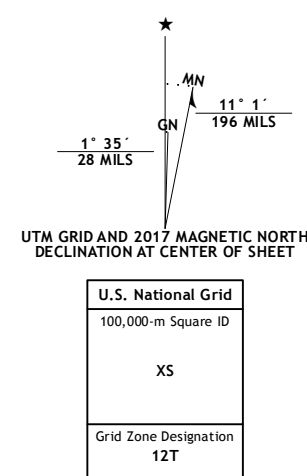 ★
MN
GN
11° 1´
196 MILS
1° 35´
28 MILS
UTM GRID AND 2017 MAGNETIC NORTH
DECLINATION AT CENTER OF SHEET
U.S. National Grid
100,000-m Square ID
XS
Grid Zone Designation
12T